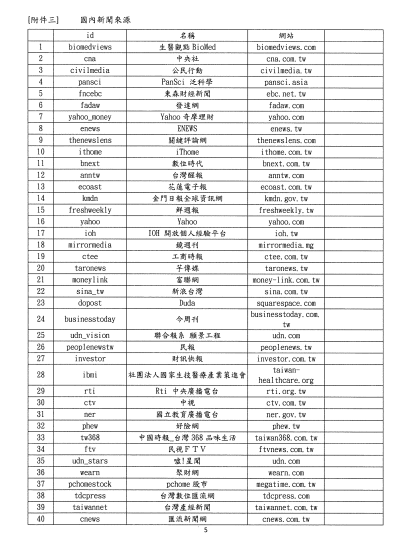 [附件三] 國內新聞來源
id 名稱 網站
1 biomedviews 生醫觀點 BioMed biomedviews.com
2 cna 中央社 cna.com.tw
3 civilmedia 公民行動 civilmedia.tw
4 pansci PanSci 泛科學 pansci.asia
5 fncebc 東森財經新聞 ebc.net.tw
6 fadaw 發達網 fadaw.com
7 yahoo_money Yahoo 奇摩理財 yahoo.com
8 enews ENEWS enews.tw
9 thenewslens 關鍵評論網 thenewslens.com
10 ithome iThome ithome.com.tw
11 bnext 數位時代 bnext.com.tw
12 anntw 台灣醒報 anntw.com
13 ecoast 花蓮電子報 ecoast.com.tw
14 kmdn 金門日報全球資訊網 kmdn.gov.tw
15 freshweekly 鮮週報 freshweekly.tw
16 yahoo Yahoo yahoo.com
17 ioh IOH 開放個人經驗平台 ioh.tw
18 mirrormedia 鏡週刊 mirrormedia.mg
19 ctee 工商時報 ctee.com.tw
20 taronews 芋傳媒 taronews.tw
21 moneylink 富聯網 money-link.com.tw
22 sina_tw 新浪台灣 sina.com.tw
23 dopost Duda squarespace.com
24 businesstoday 今周刊 businesstoday.com.
tw
25 udn_vision 聯合報系 願景工程 udn.com
26 peoplenewstw 民報 peoplenews.tw
27 investor 財訊快報 investor.com.tw
28 ibmi 社團法人國家生技醫療產業策進會 taiwan-
healthcare.org
29 rti Rti 中央廣播電台 rti.org.tw
30 ctv 中視 ctv.com.tw
31 ner 國立教育廣播電台 ner.gov.tw
32 phew 好險網 phew.tw
33 tw368 中國時報_台灣 368 品味生活 taiwan368.com.tw
34 ftv 民視ＦＴＶ ftvnews.com.tw
35 udn_stars 噓!星聞 udn.com
36 wearn 聚財網 wearn.com
37 pchomestock pchome 股市 megatime.com.tw
38 tdcpress 台灣數位匯流網 tdcpress.com
39 taiwannet 台灣產經新聞 taiwannet.com.tw
40 cnews 匯流新聞網 cnews.com.tw
5